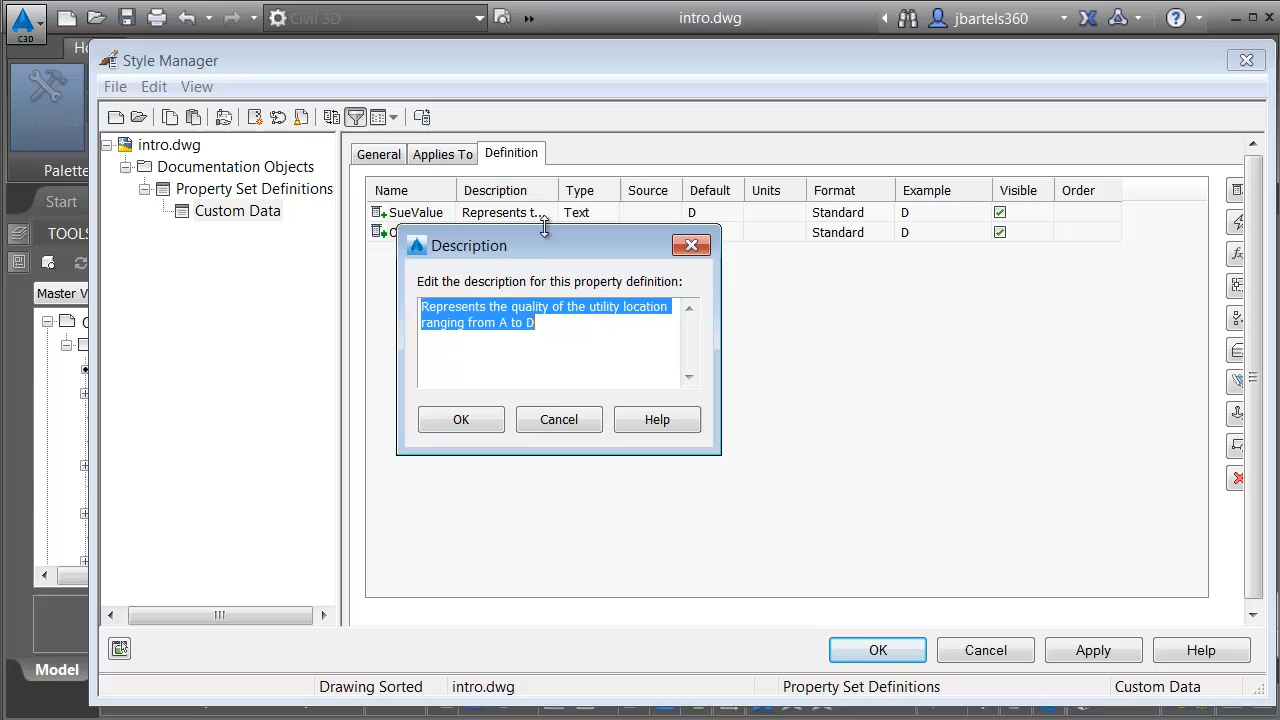 C3D
Civil 3D
intro.dwg
jbartels360
Style Manager
File Edit View
intro.dwg
Documentation Objects
Property Set Definitions
Custom Data
General Applies To Definition
Name Description Type Source Default Units Format Example Visible Order
SueValue Represents t... Text D Standard D
Standard D
Description
Edit the description for this property definition:
Represents the quality of the utility location
ranging from A to D
OK Cancel Help
Palette
Start
TOOLS
Master V
OK Cancel Apply Help
Model
Drawing Sorted intro.dwg Property Set Definitions Custom Data